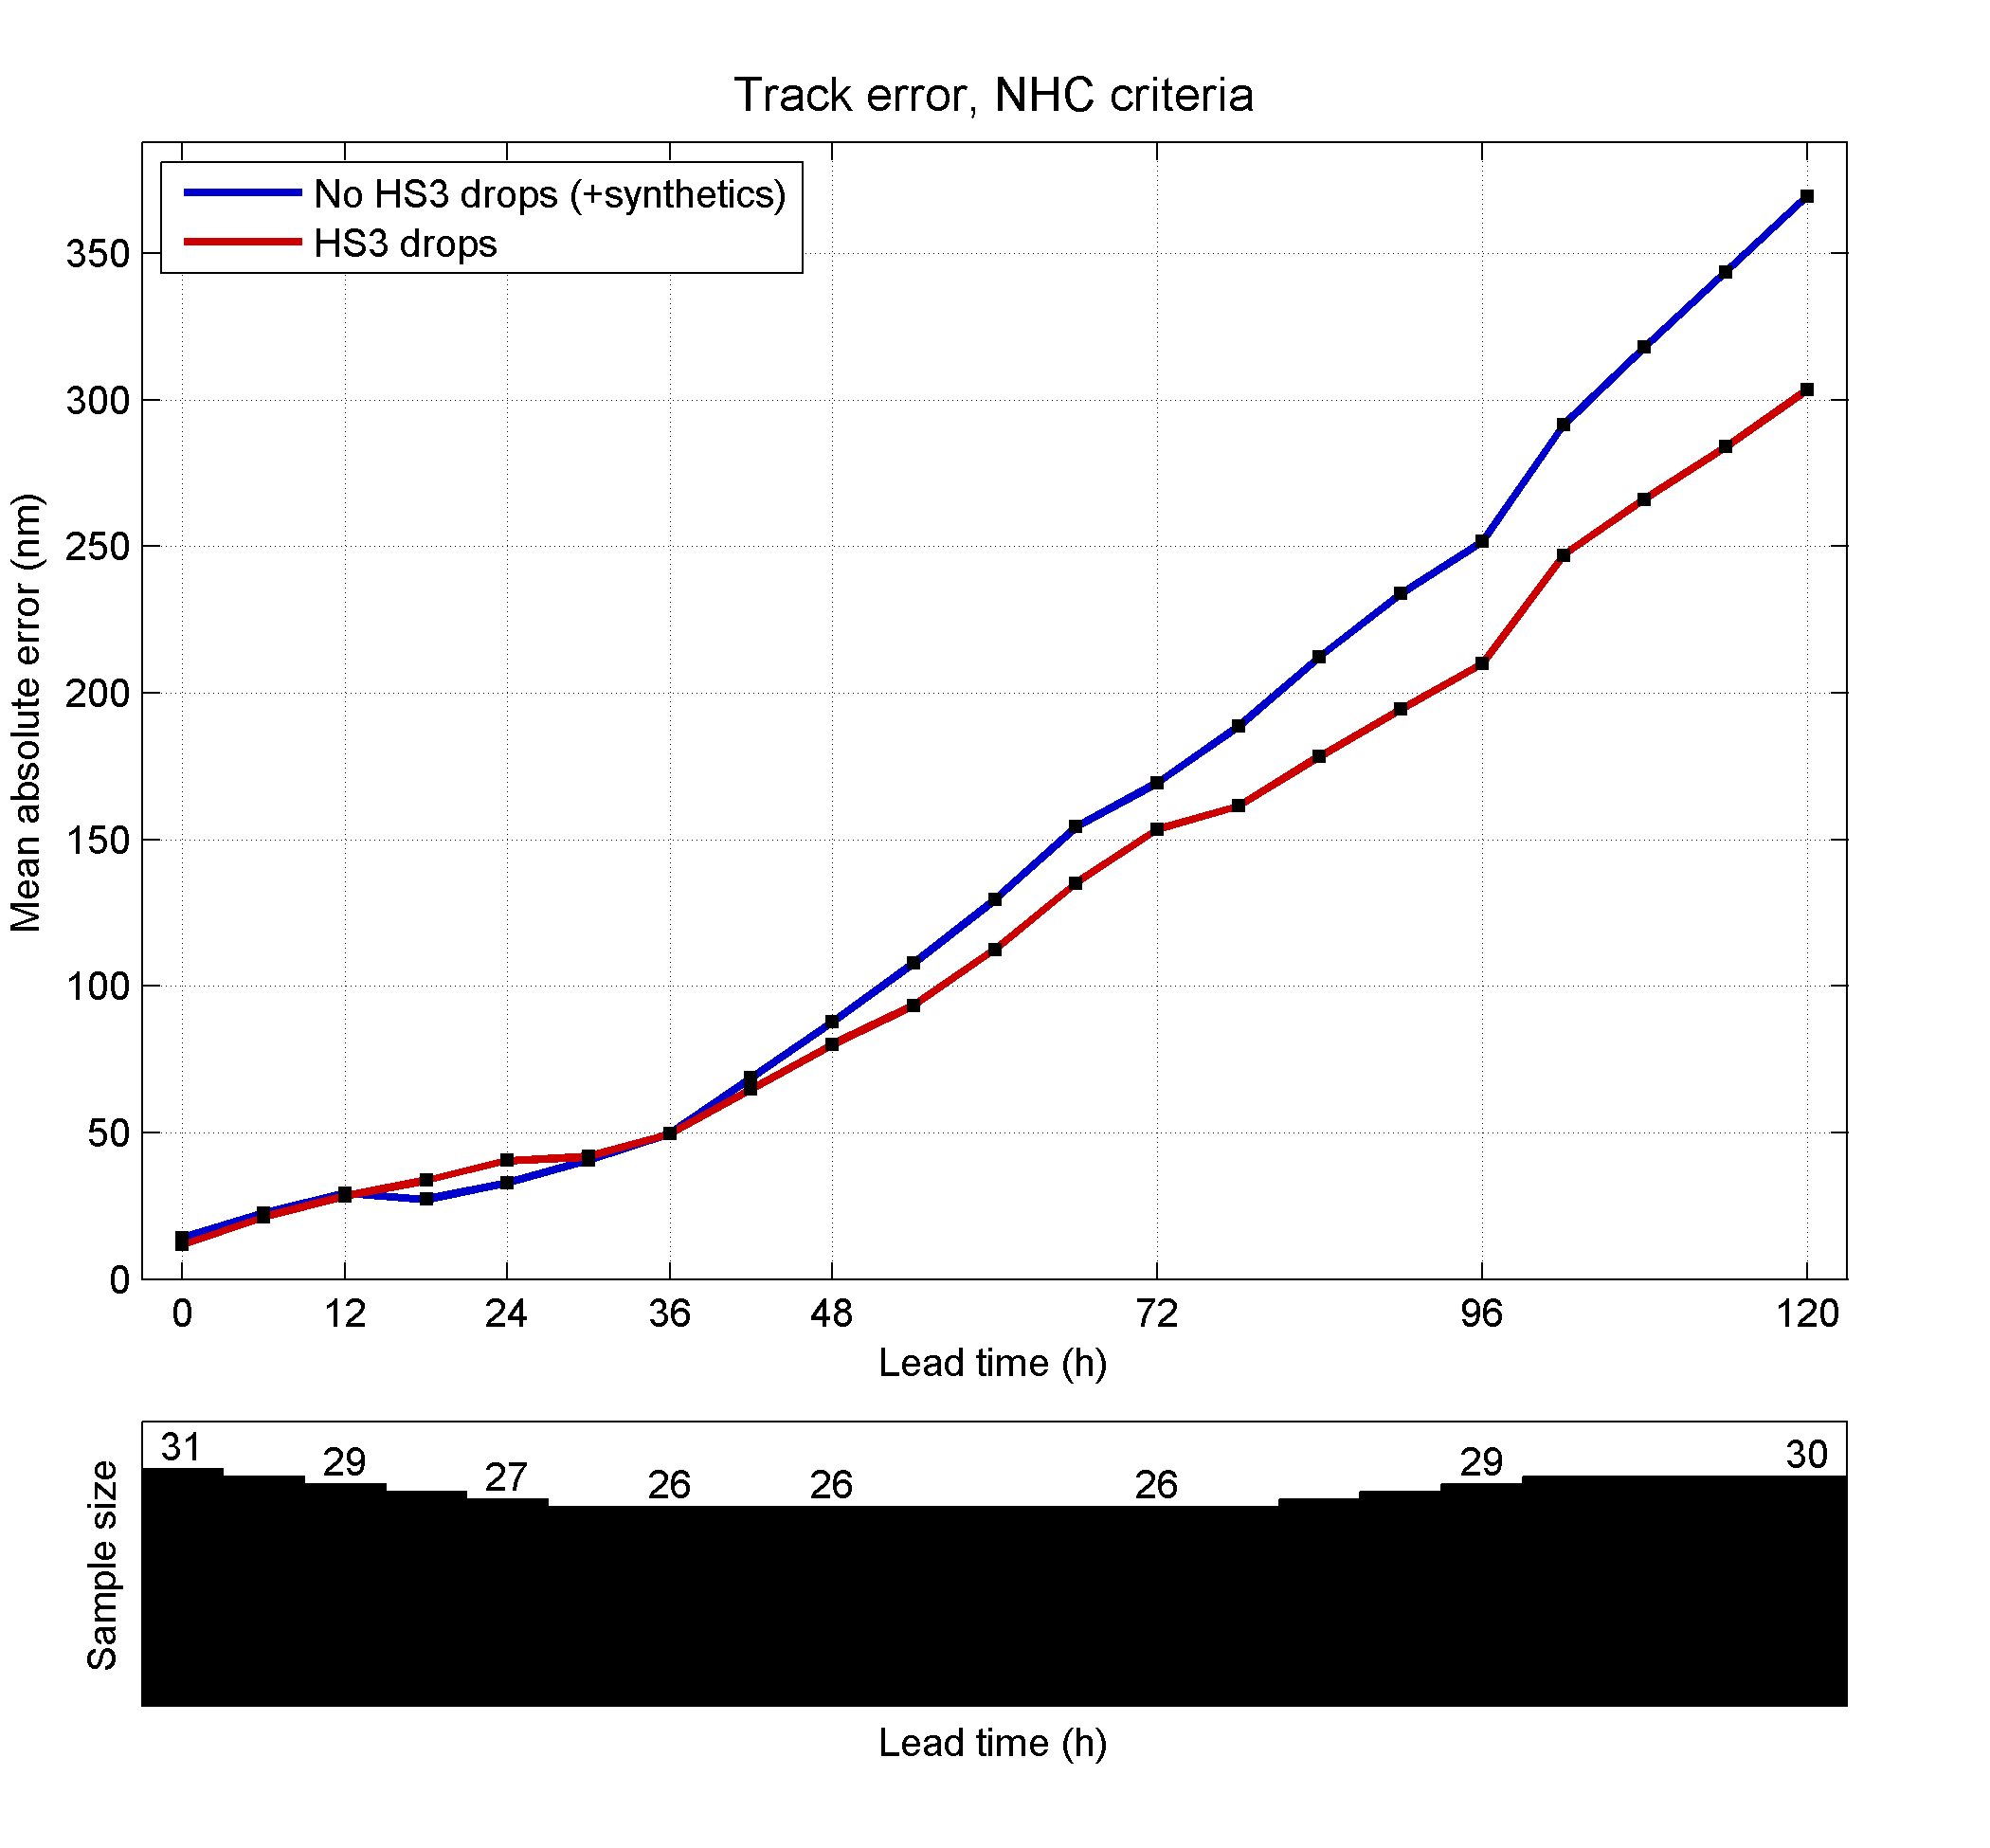 Track error, NHC criteria
No HS3 drops (+synthetics)
HS3 drops
350
300
250
200
150
100
50
0
Mean absolute error (nm)
0 12 24 36 48 72 96 120
Lead time (h)
31 29 27 26 26 26 29 30
Sample size
Lead time (h)